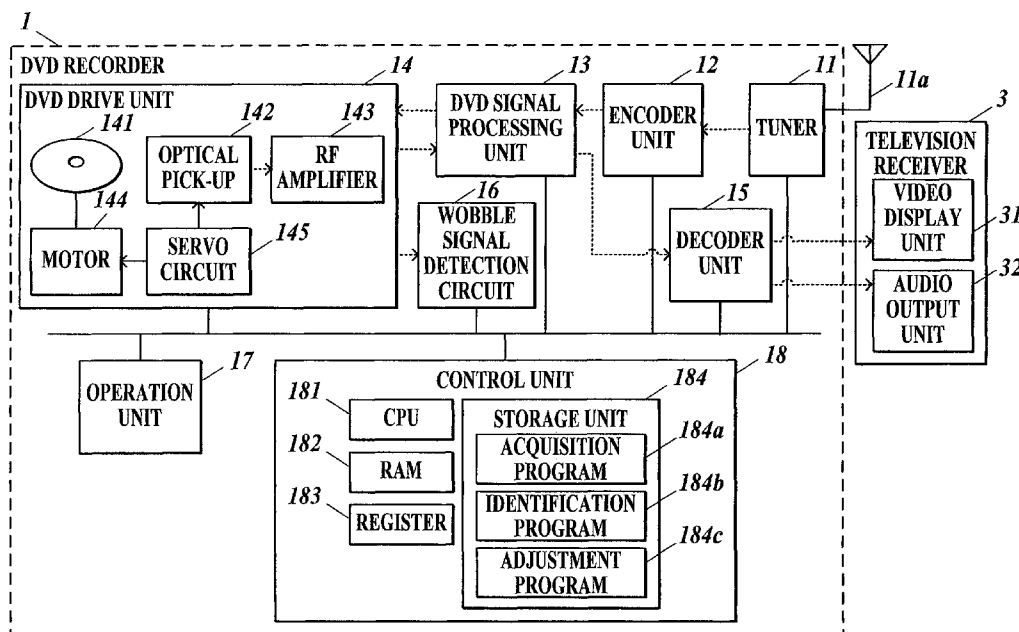 1
DVD RECORDER
14
DVD DRIVE UNIT
141
142
143
OPTICAL
PICK-UP
RF
AMPLIFIER
144
145
MOTOR
SERVO
CIRCUIT
13
DVD SIGNAL
PROCESSING
UNIT
12
ENCODER
UNIT
11
TUNER
11a
16
WOBBLE
SIGNAL
DETECTION
CIRCUIT
15
DECODER
UNIT
3
TELEVISION
RECEIVER
VIDEO
DISPLAY
UNIT
31
AUDIO
OUTPUT
UNIT
32
17
OPERATION
UNIT
18
CONTROL UNIT
181
CPU
182
RAM
183
REGISTER
184
STORAGE UNIT
184a
ACQUISITION
PROGRAM
184b
IDENTIFICATION
PROGRAM
184c
ADJUSTMENT
PROGRAM